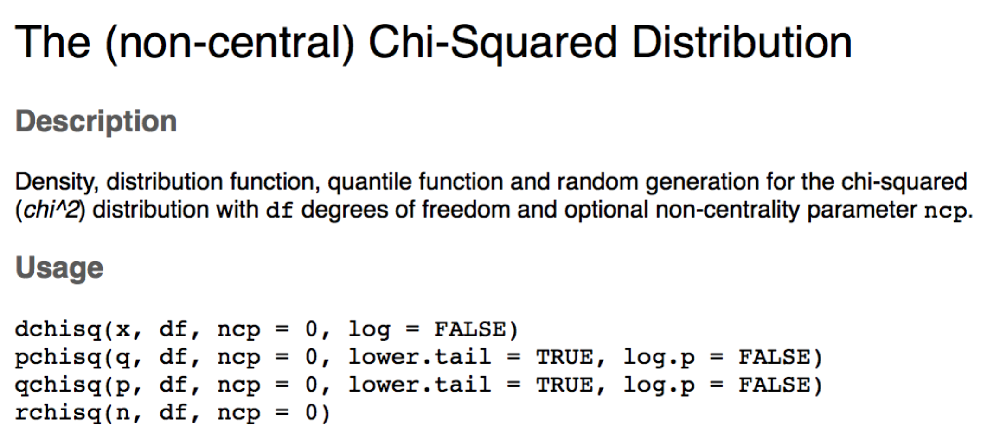 The (non-central) Chi-Squared Distribution
Description
Density, distribution function, quantile function and random generation for the chi-squared
(chi^2) distribution with df degrees of freedom and optional non-centrality parameter ncp.
Usage
dchisq(x, df, ncp = 0, log = FALSE)
pchisq(q, df, ncp = 0, lower.tail = TRUE, log.p = FALSE)
qchisq(p, df, ncp = 0, lower.tail = TRUE, log.p = FALSE)
rchisq(n, df, ncp = 0)